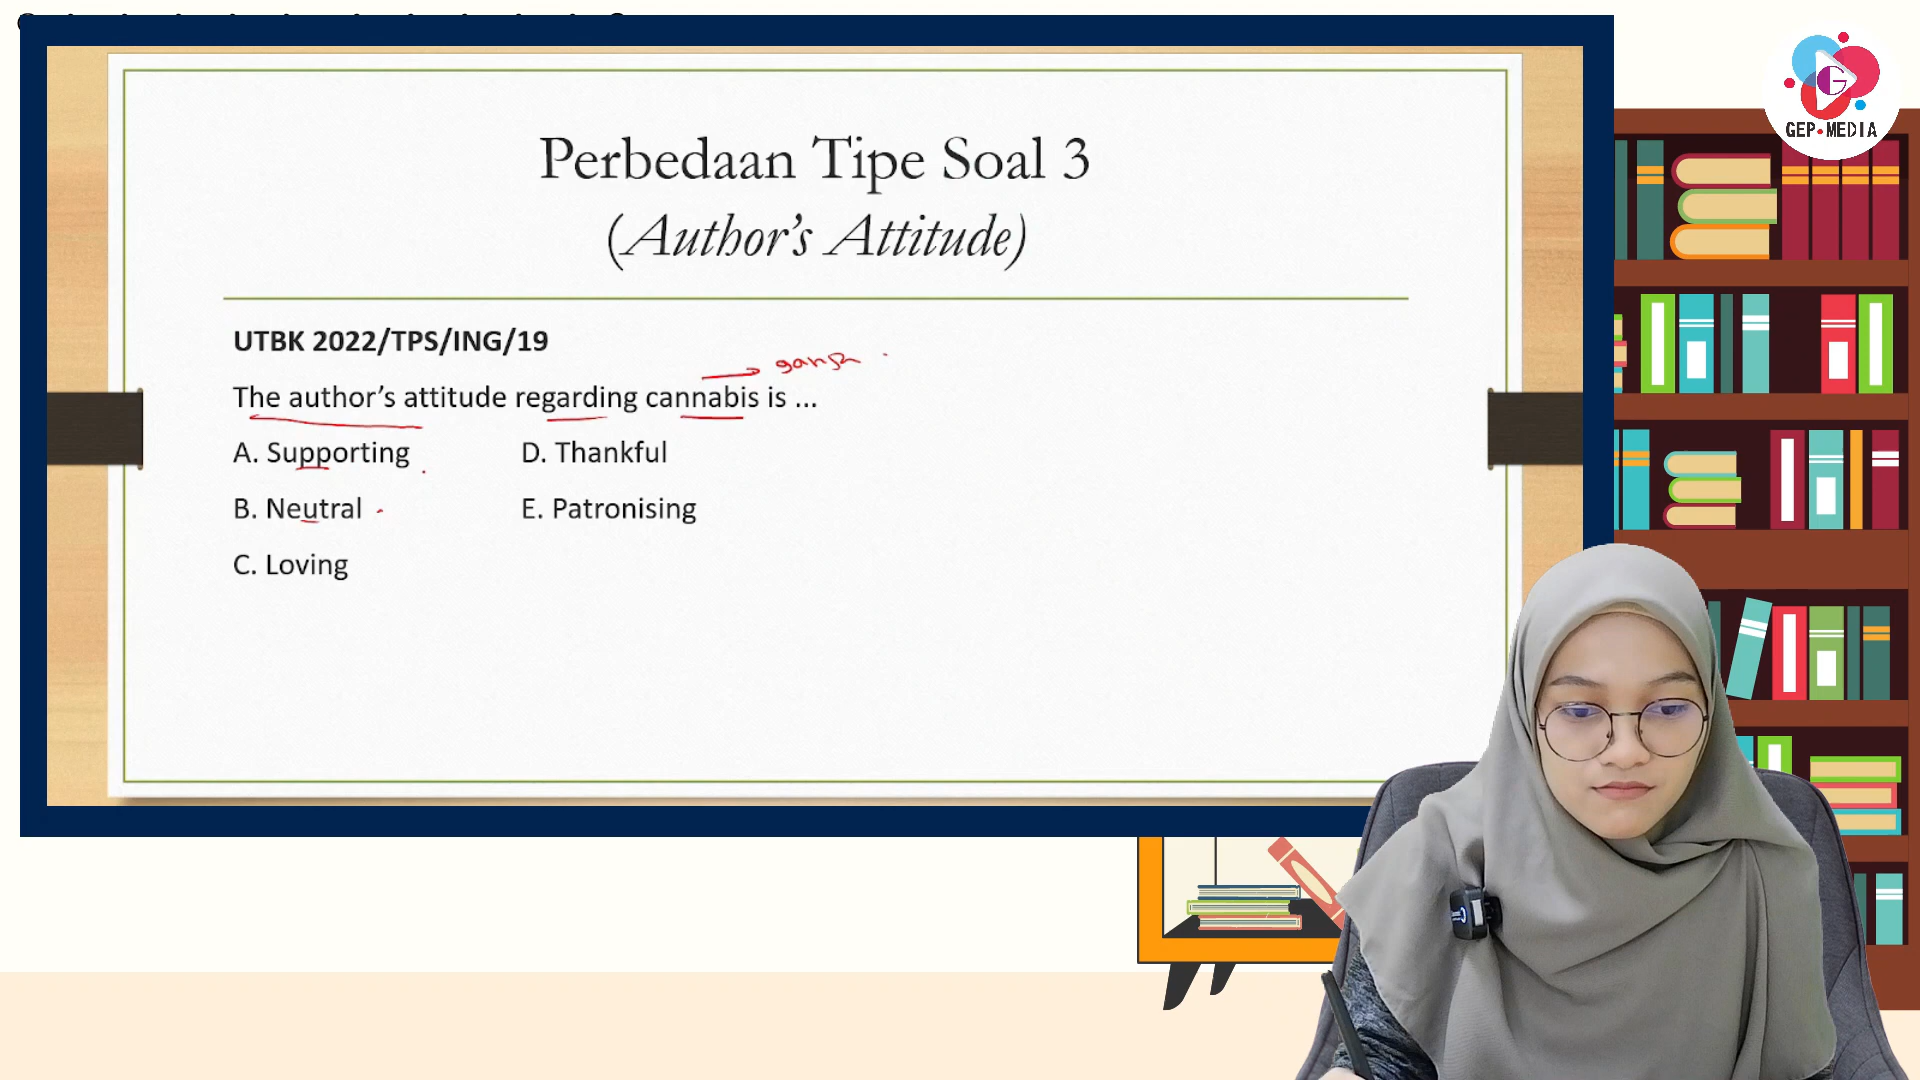 Perbedaan Tipe Soal 3
(Author's Attitude)
UTBK 2022/TPS/ING/19
ganja
The author's attitude regarding cannabis is ...
A. Supporting D. Thankful
B. Neutral E. Patronising
C. Loving
GEP•MEDIA